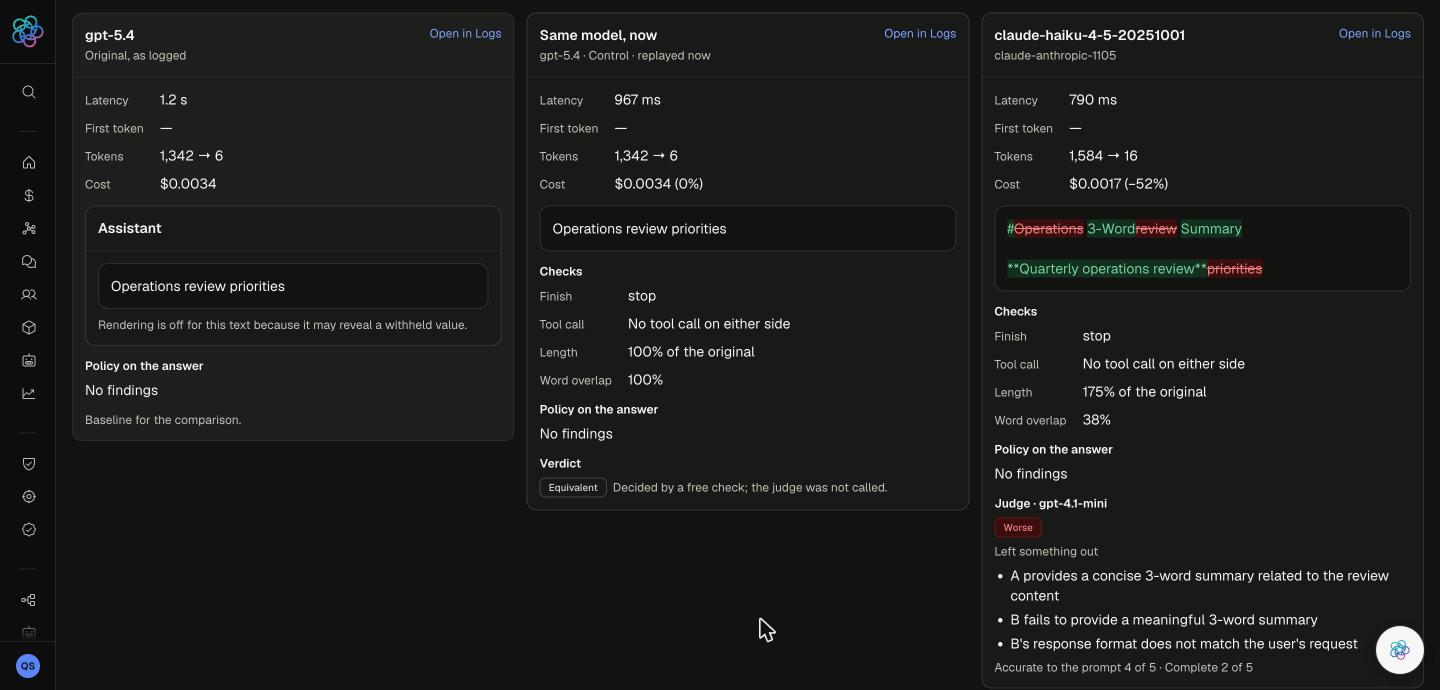 gpt-5.4
Open in Logs
Original, as logged
Latency 1.2 s
First token —
Tokens 1,342 → 6
Cost $0.0034
Assistant
Operations review priorities
Rendering is off for this text because it may reveal a withheld value.
Policy on the answer
No findings
Baseline for the comparison.
Same model, now
Open in Logs
gpt-5.4 · Control · replayed now
Latency 967 ms
First token —
Tokens 1,342 → 6
Cost $0.0034 (0%)
Operations review priorities
Checks
Finish stop
Tool call No tool call on either side
Length 100% of the original
Word overlap 100%
Policy on the answer
No findings
Verdict
Equivalent Decided by a free check; the judge was not called.
claude-haiku-4-5-20251001
Open in Logs
claude-anthropic-1105
Latency 790 ms
First token —
Tokens 1,584 → 16
Cost $0.0017 (−52%)
#Operations 3-Wordreview Summary
**Quarterly operations review**priorities
Checks
Finish stop
Tool call No tool call on either side
Length 175% of the original
Word overlap 38%
Policy on the answer
No findings
Judge · gpt-4.1-mini
Worse
Left something out
• A provides a concise 3-word summary related to the review
content
• B fails to provide a meaningful 3-word summary
• B's response format does not match the user's request
Accurate to the prompt 4 of 5 · Complete 2 of 5
QS